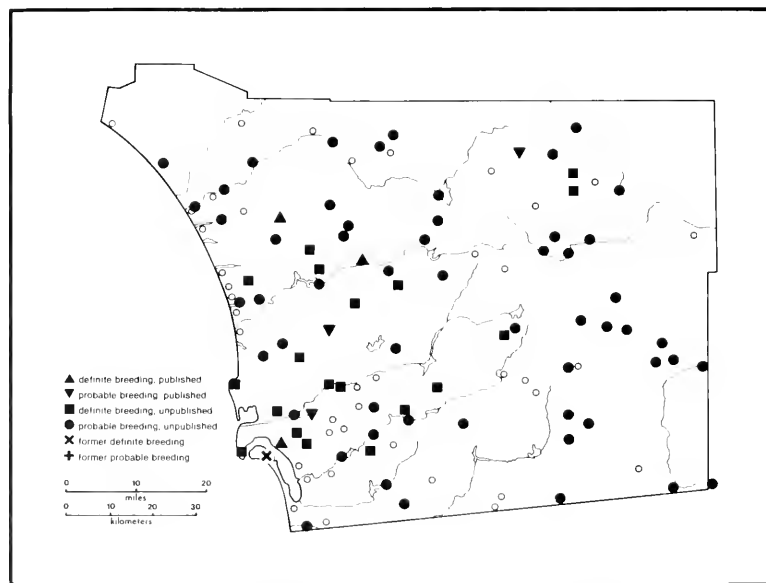 definite breeding, published
probable breeding, published
definite breeding, unpublished
probable breeding, unpublished
former definite breeding
former probable breeding
0 10 20
miles
0 10 20 30
kilometers